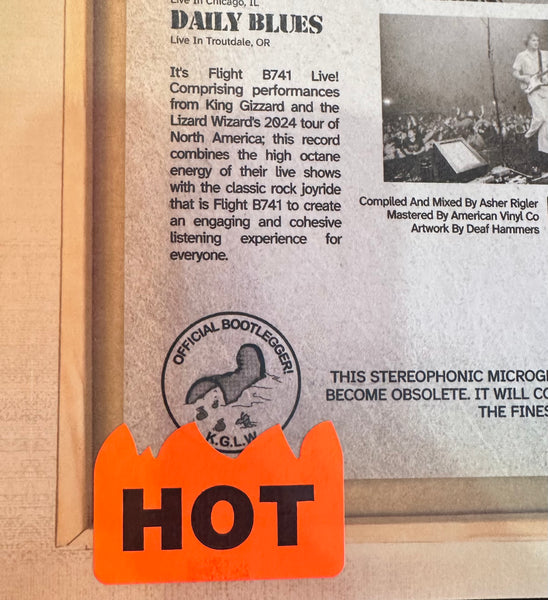 Live In Chicago, IL
DAILY BLUES
Live In Troutdale, OR
It's Flight B741 Live!
Comprising performances
from King Gizzard and the
Lizard Wizard's 2024 tour of
North America; this record
combines the high octane
energy of their live shows
with the classic rock joyride
that is Flight B741 to create
an engaging and cohesive
listening experience for
everyone.
Compiled And Mixed By Asher Rigler
Mastered By American Vinyl Co
Artwork By Deaf Hammers
OFFICIAL BOOTLEGGER!
K.G.L.W.
THIS STEREOPHONIC MICROG
BECOME OBSOLETE. IT WILL CO
THE FINES
HOT